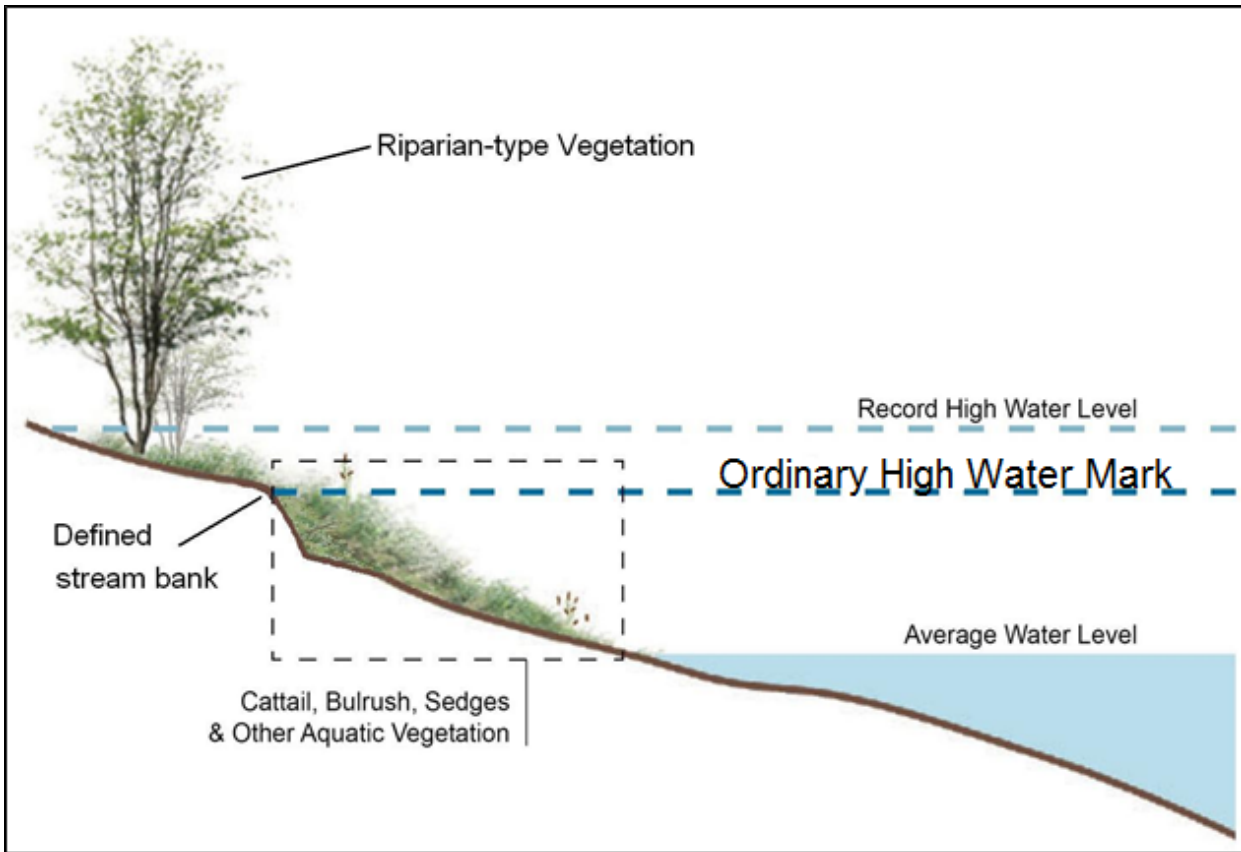 Riparian-type Vegetation
Record High Water Level
Ordinary High Water Mark
Defined
stream bank
Average Water Level
Cattail, Bulrush, Sedges
& Other Aquatic Vegetation